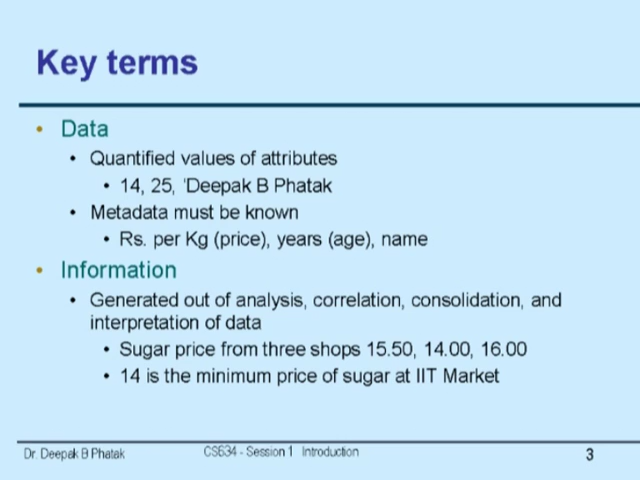 Key terms
• Data
• Quantified values of attributes
• 14, 25, 'Deepak B Phatak
• Metadata must be known
• Rs. per Kg (price), years (age), name
• Information
• Generated out of analysis, correlation, consolidation, and
interpretation of data
• Sugar price from three shops 15.50, 14.00, 16.00
• 14 is the minimum price of sugar at IIT Market
Dr. Deepak B Phatak CS634 - Session 1 Introduction 3